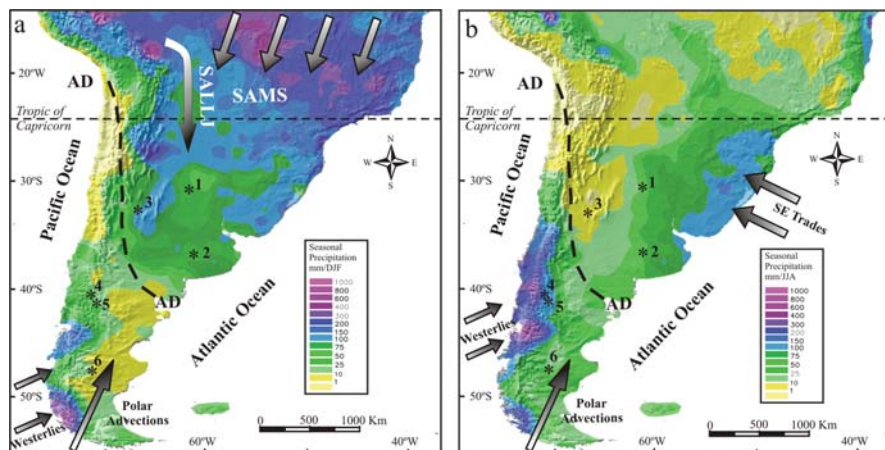 a
AD
SALLJ
SAMS
20°W
Tropic of
Capricorn
Pacific Ocean
N
W E
S
30°S
*1
*3
*2
Seasonal
Precipitation
mm/DJF
1000
800
600
400
300
200
150
100
75
50
25
10
1
40°S
4
*
*5
AD
Atlantic Ocean
*6
50°S
Westerlies
Polar
Advections
0 500 1000 Km
60°W
40°W
b
20°W
AD
Tropic of
Capricorn
N
W E
S
30°S
Pacific Ocean
*1
*3
SE Trades
*2
Seasonal
Precipitation
mm/JJA
1000
800
600
400
300
200
150
100
75
50
25
10
1
40°S
4
*
*5
AD
Westerlies
Atlantic Ocean
6
*
50°S
Polar
Advections
0 500 1000 Km
60°W
40°W